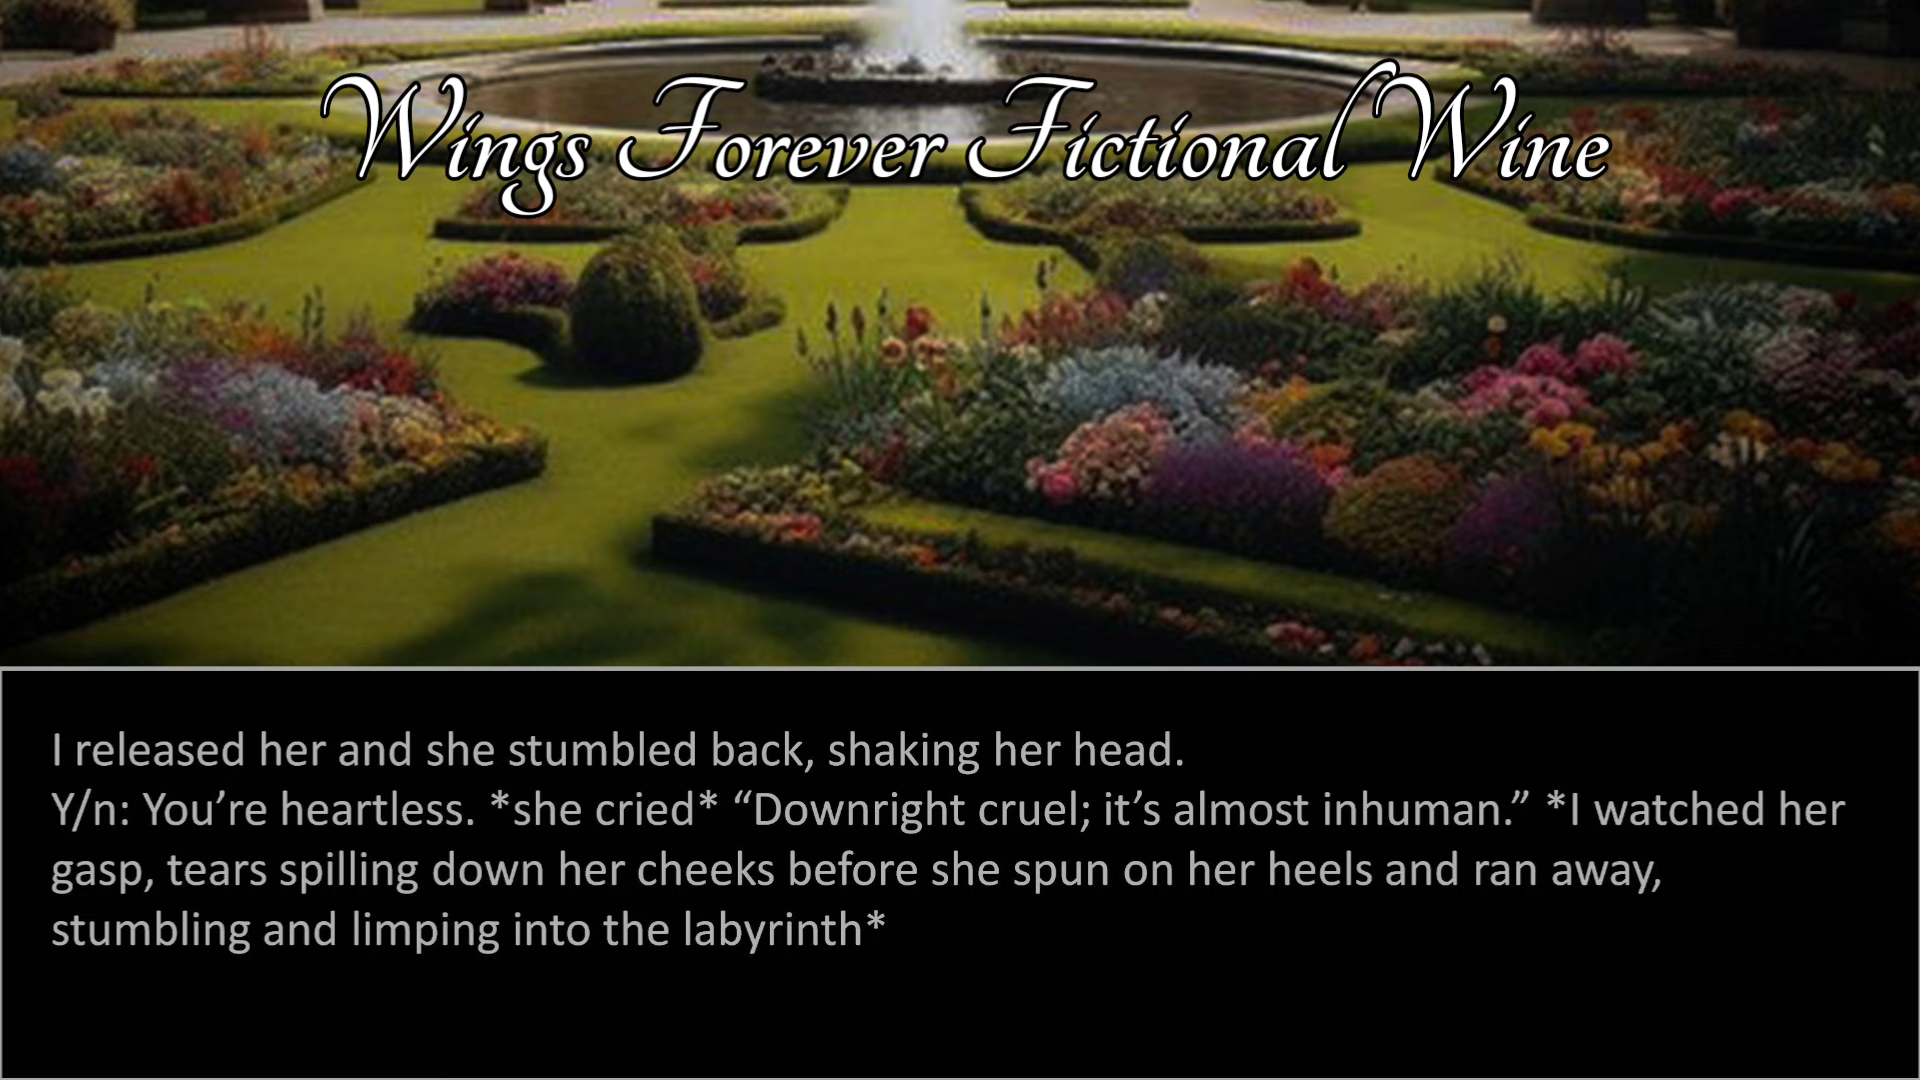 Wings Forever Fictional Wine
I released her and she stumbled back, shaking her head.
Y/n: You’re heartless. *she cried* “Downright cruel; it’s almost inhuman.” *I watched her
gasp, tears spilling down her cheeks before she spun on her heels and ran away,
stumbling and limping into the labyrinth*